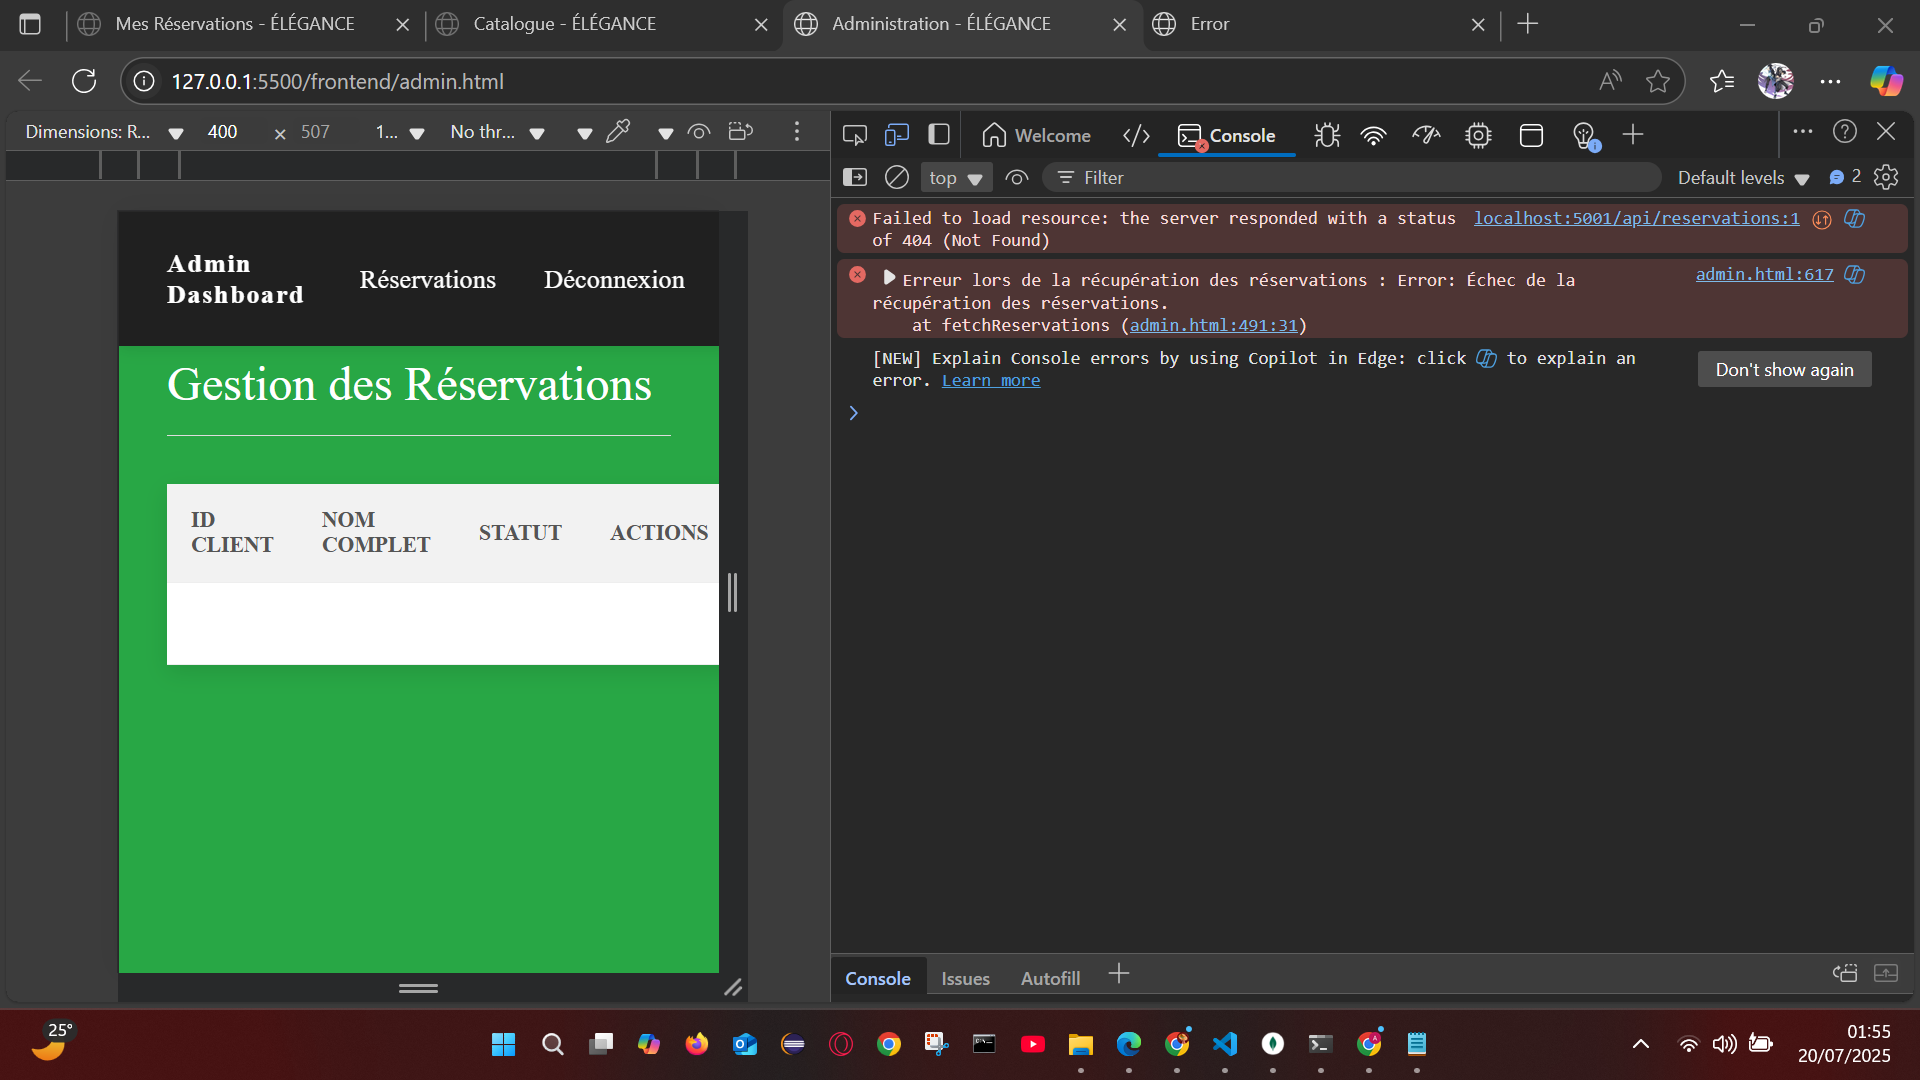 Mes Réservations - ÉLÉGANCE
Catalogue - ÉLÉGANCE
Administration - ÉLÉGANCE
Error
127.0.0.1:5500/frontend/admin.html
Dimensions: R...
400
×
507
1...
No thr...
Welcome
Console
top
Filter
Default levels
2
Admin
Dashboard
Réservations
Déconnexion
Gestion des Réservations
ID
CLIENT
NOM
COMPLET
STATUT
ACTIONS
Failed to load resource: the server responded with a status
of 404 (Not Found)
localhost:5001/api/reservations:1
Erreur lors de la récupération des réservations : Error: Échec de la
récupération des réservations.
at fetchReservations (admin.html:491:31)
admin.html:617
[NEW] Explain Console errors by using Copilot in Edge: click to explain an
error. Learn more
Don't show again
Console
Issues
Autofill
25°
01:55
20/07/2025